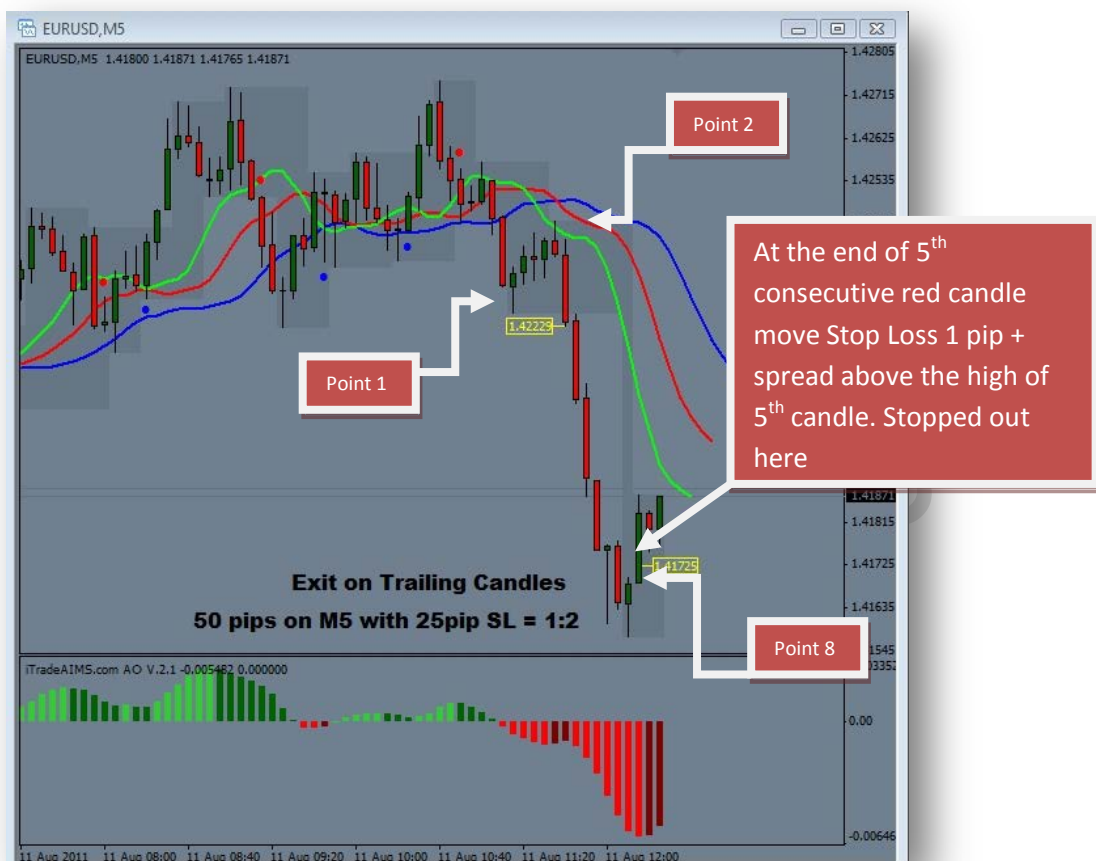 EURUSD,M5
EURUSD,M5 1.41800 1.41871 1.41765 1.41871
1.42805
1.42715
1.42625
1.42535
Point 2
At the end of 5th
consecutive red candle
move Stop Loss 1 pip +
spread above the high of
5th candle. Stopped out
here
1.42229
Point 1
1.41871
1.41815
1.41725
1.41725
1.41635
Exit on Trailing Candles
50 pips on M5 with 25pip SL = 1:2
Point 8
iTradeAIMS.com AO V.2.1 -0.005482 0.000000
0.00
-0.00646
11 Aug 2011 11 Aug 08:00 11 Aug 08:40 11 Aug 09:20 11 Aug 10:00 11 Aug 10:40 11 Aug 11:20 11 Aug 12:00